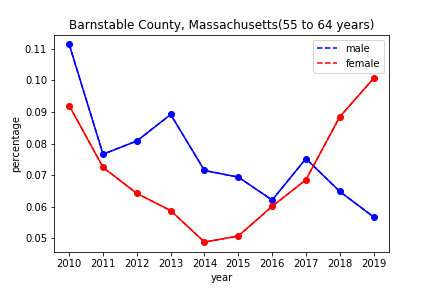 Barnstable County, Massachusetts(55 to 64 years)
male
female
0.11
0.10
0.09
0.08
0.07
0.06
0.05
percentage
2010 2011 2012 2013 2014 2015 2016 2017 2018 2019
year